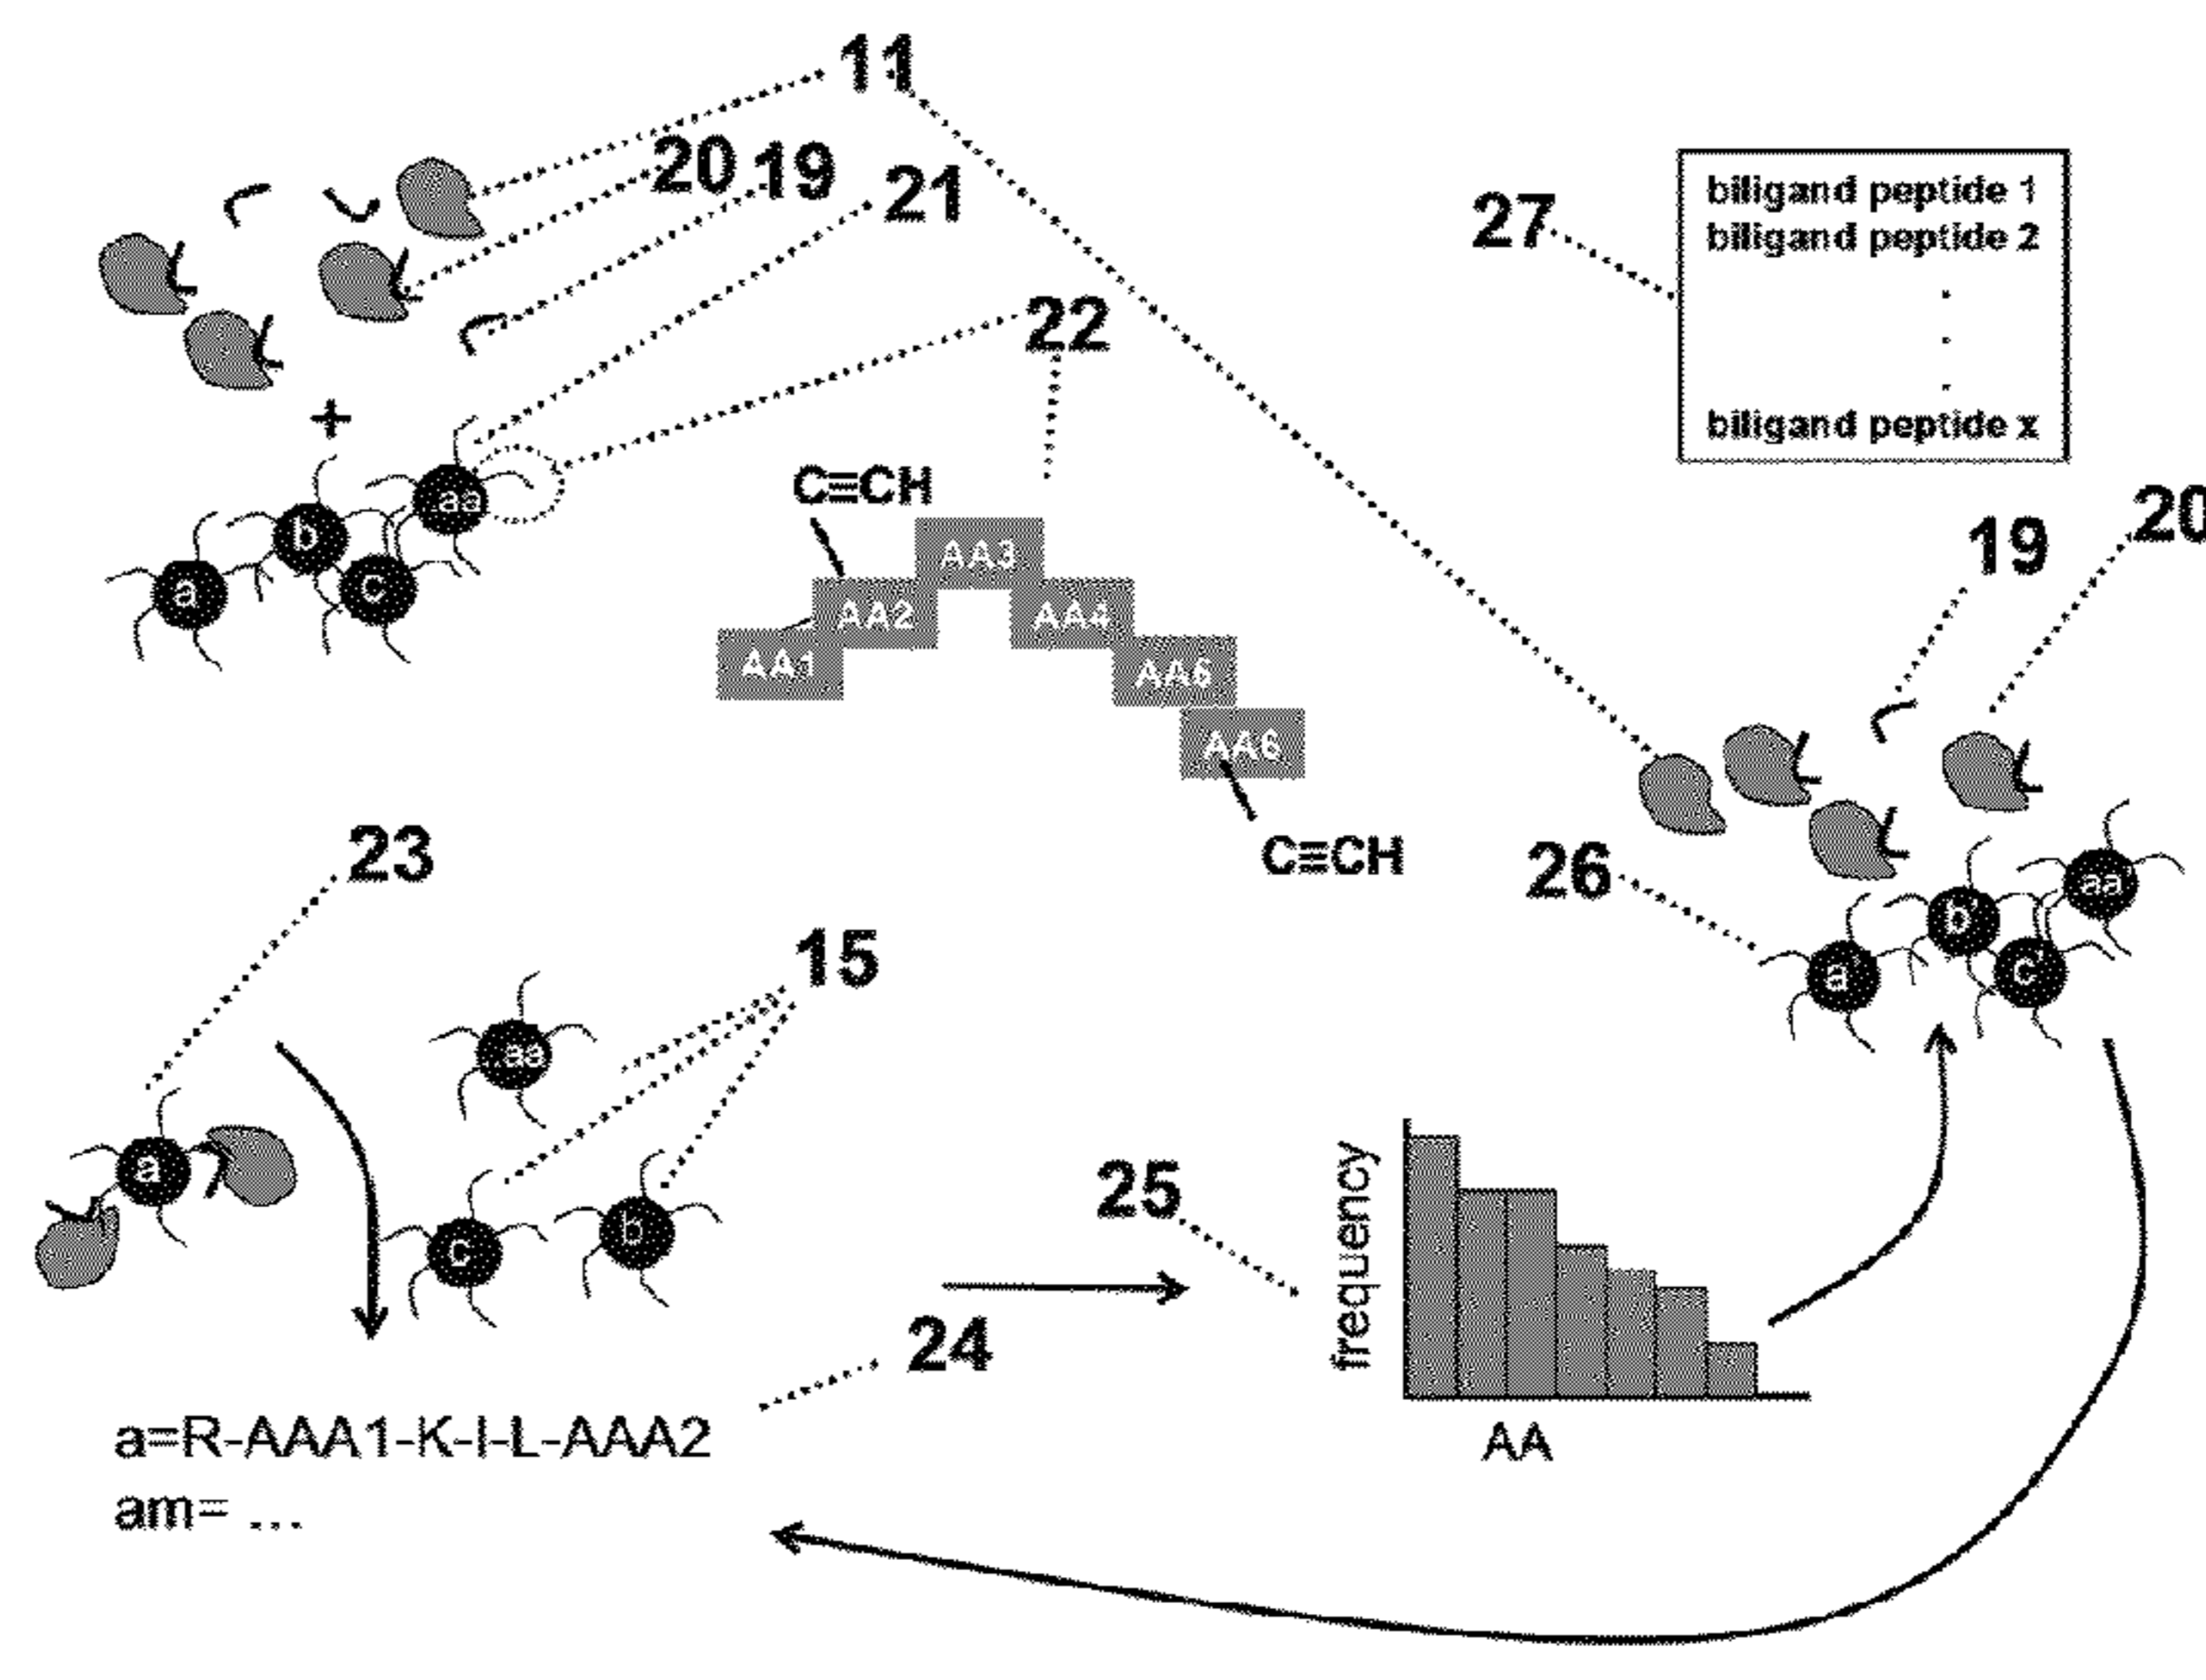 11
20 19
21
22
27
biligand peptide 1
biligand peptide 2
.
.
.
biligand peptide x
C≡CH
AA1
AA2
AA3
AA4
AA5
AA6
C≡CH
aa
b
c
a
19
20
26
aa
b
c
a
23
15
aa
a
c
b
24
a=R-AAA1-K-I-L-AAA2
am= ...
25
frequency
AA